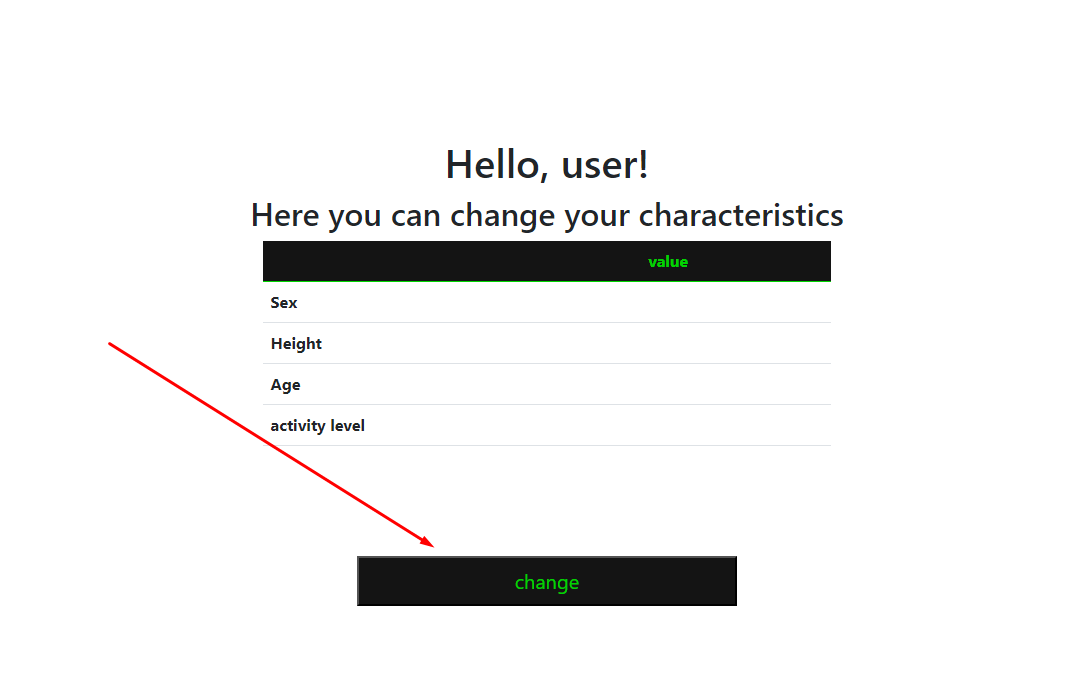 Hello, user!
Here you can change your characteristics
value
Sex
Height
Age
activity level
change